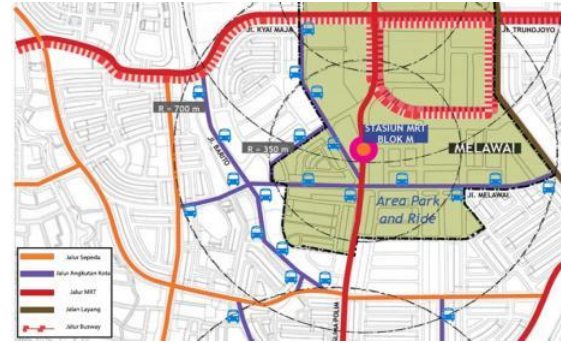 JL. KYAI MAJA
JL. TRUNOJOYO
R = 700 m
STASIUN MRT
BLOK M
JL. BARITO
R = 350 m
MELAWAI
JL. MELAWAI
Area Park
and Ride
Jalur Sepeda
Jalur Angkutan Kota
Jalur MRT
Jalan Layang
Jalur Busway